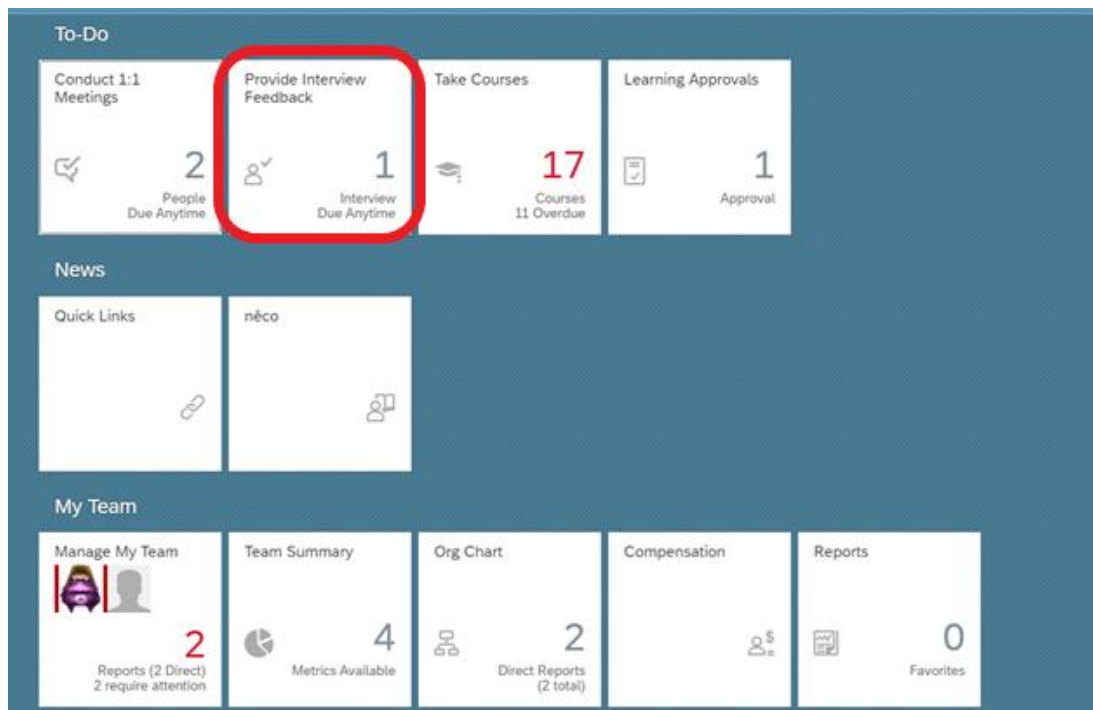 To-Do
Conduct 1:1
Meetings
2
People
Due Anytime
Provide Interview
Feedback
1
Interview
Due Anytime
Take Courses
17
Courses
11 Overdue
Learning Approvals
1
Approval
News
Quick Links
něco
My Team
Manage My Team
2
Reports (2 Direct)
2 require attention
Team Summary
4
Metrics Available
Org Chart
2
Direct Reports
(2 total)
Compensation
Reports
0
Favorites